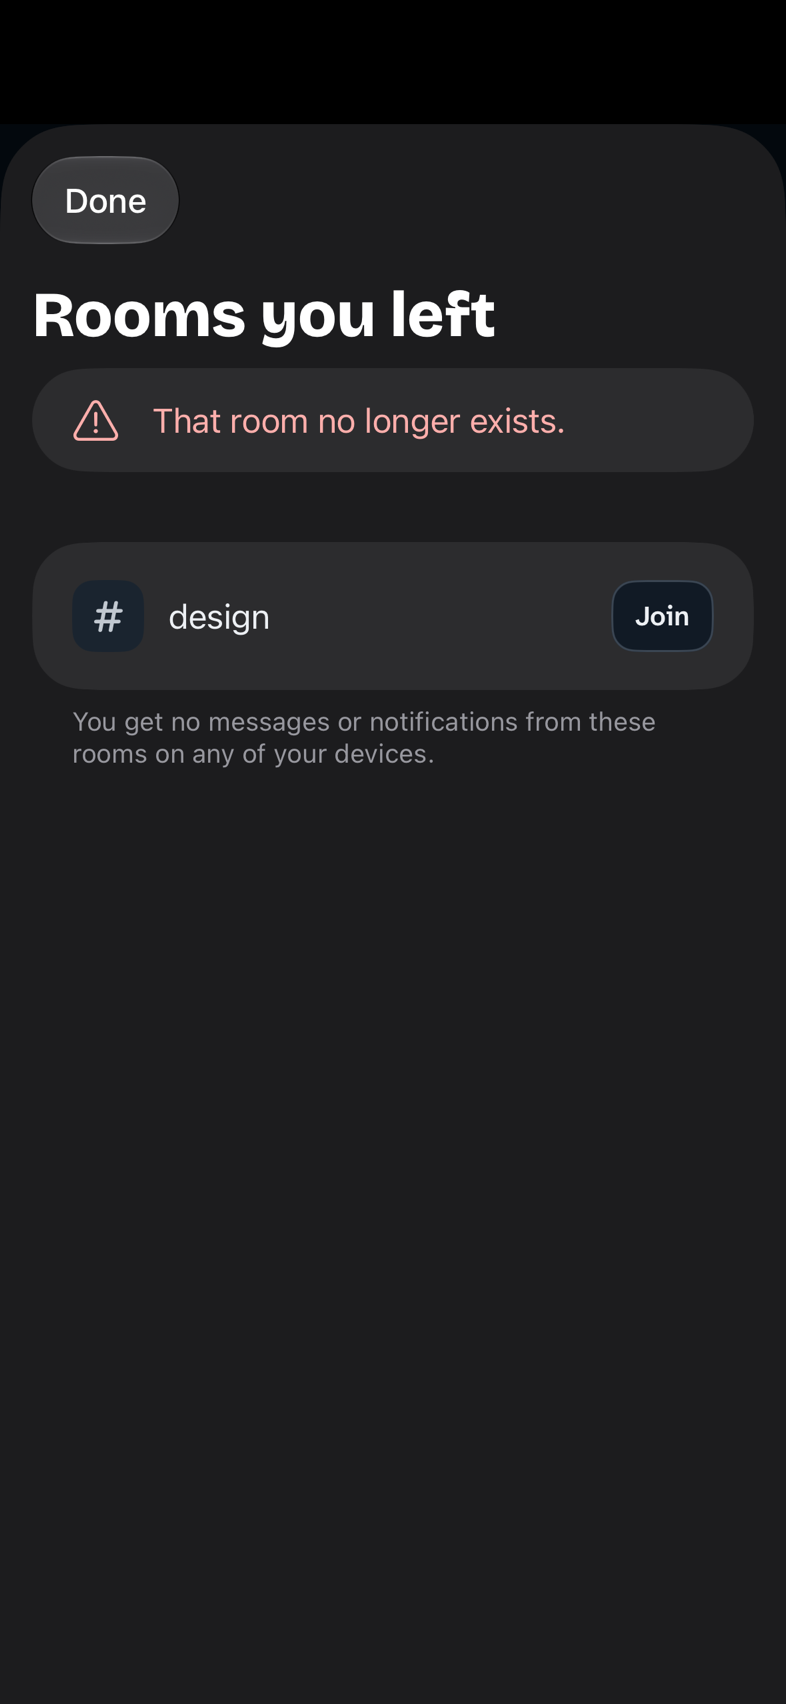 Done
Rooms you left
That room no longer exists.
# design
Join
You get no messages or notifications from these
rooms on any of your devices.